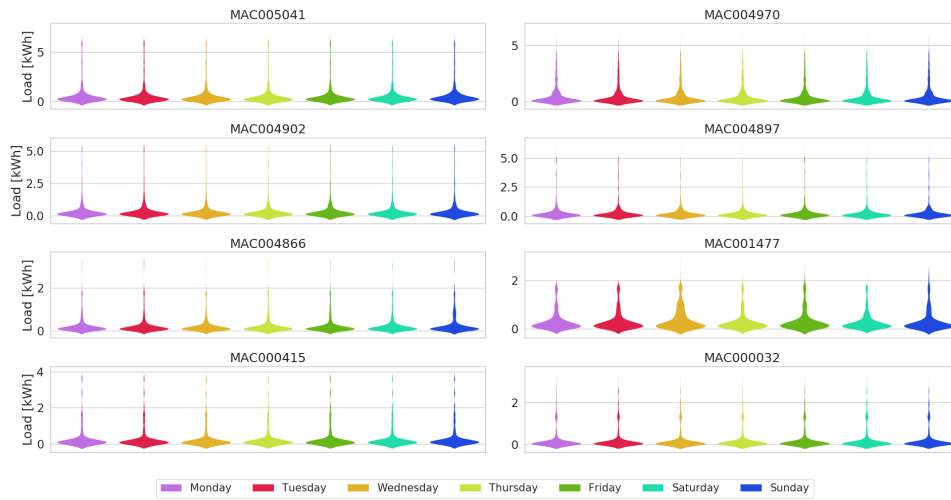 MAC005041
MAC004970
Load [kWh]
5
0
5
0
MAC004902
MAC004897
Load [kWh]
5.0
2.5
0.0
5.0
2.5
0.0
MAC004866
MAC001477
Load [kWh]
2
0
2
0
MAC000415
MAC000032
Load [kWh]
4
2
0
2
0
Monday Tuesday Wednesday Thursday Friday Saturday Sunday